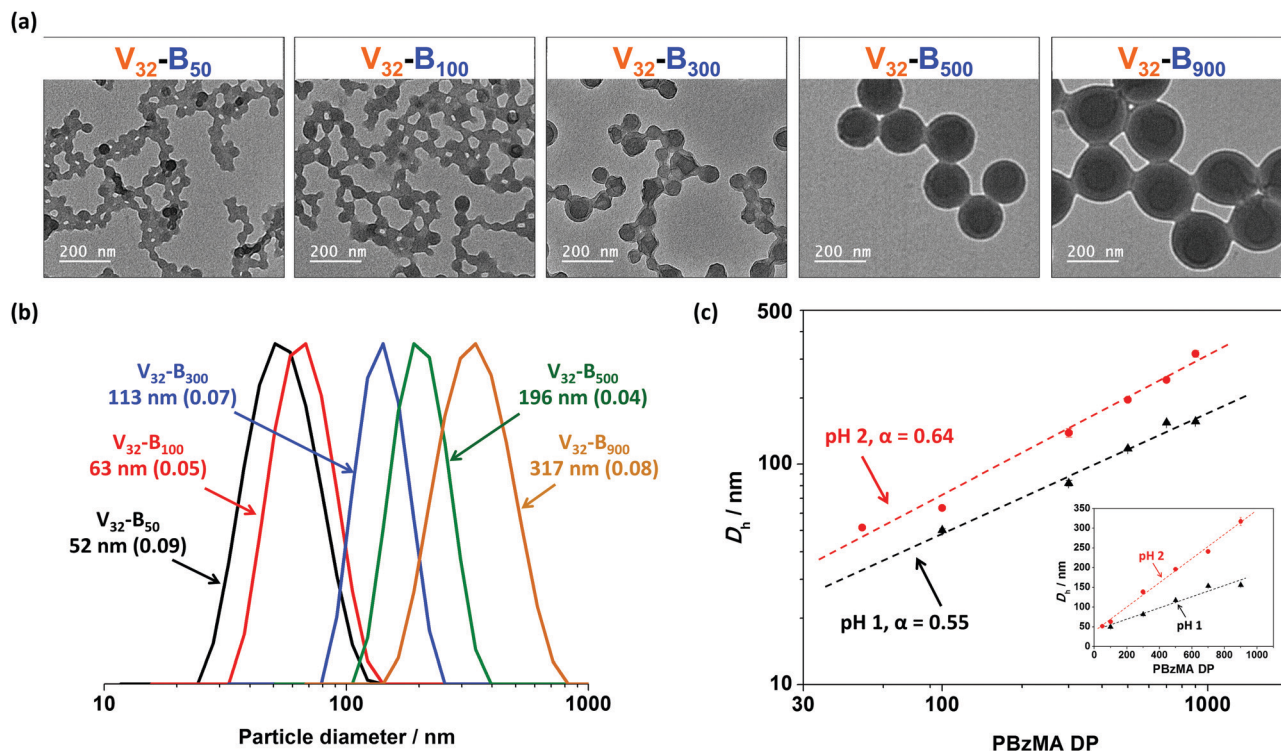 (a)
V32-B50
V32-B100
V32-B300
V32-B500
V32-B900
200 nm
200 nm
200 nm
200 nm
200 nm
(b)
V32-B300
113 nm (0.07)
V32-B500
196 nm (0.04)
V32-B100
63 nm (0.05)
V32-B900
317 nm (0.08)
V32-B50
52 nm (0.09)
10
100
1000
Particle diameter / nm
(c)
500
100
10
Dh / nm
pH 2, α = 0.64
pH 1, α = 0.55
30
100
1000
PBzMA DP
350
300
250
200
150
100
50
0
Dh / nm
pH 2
pH 1
0
200
400
600
800
1000
PBzMA DP